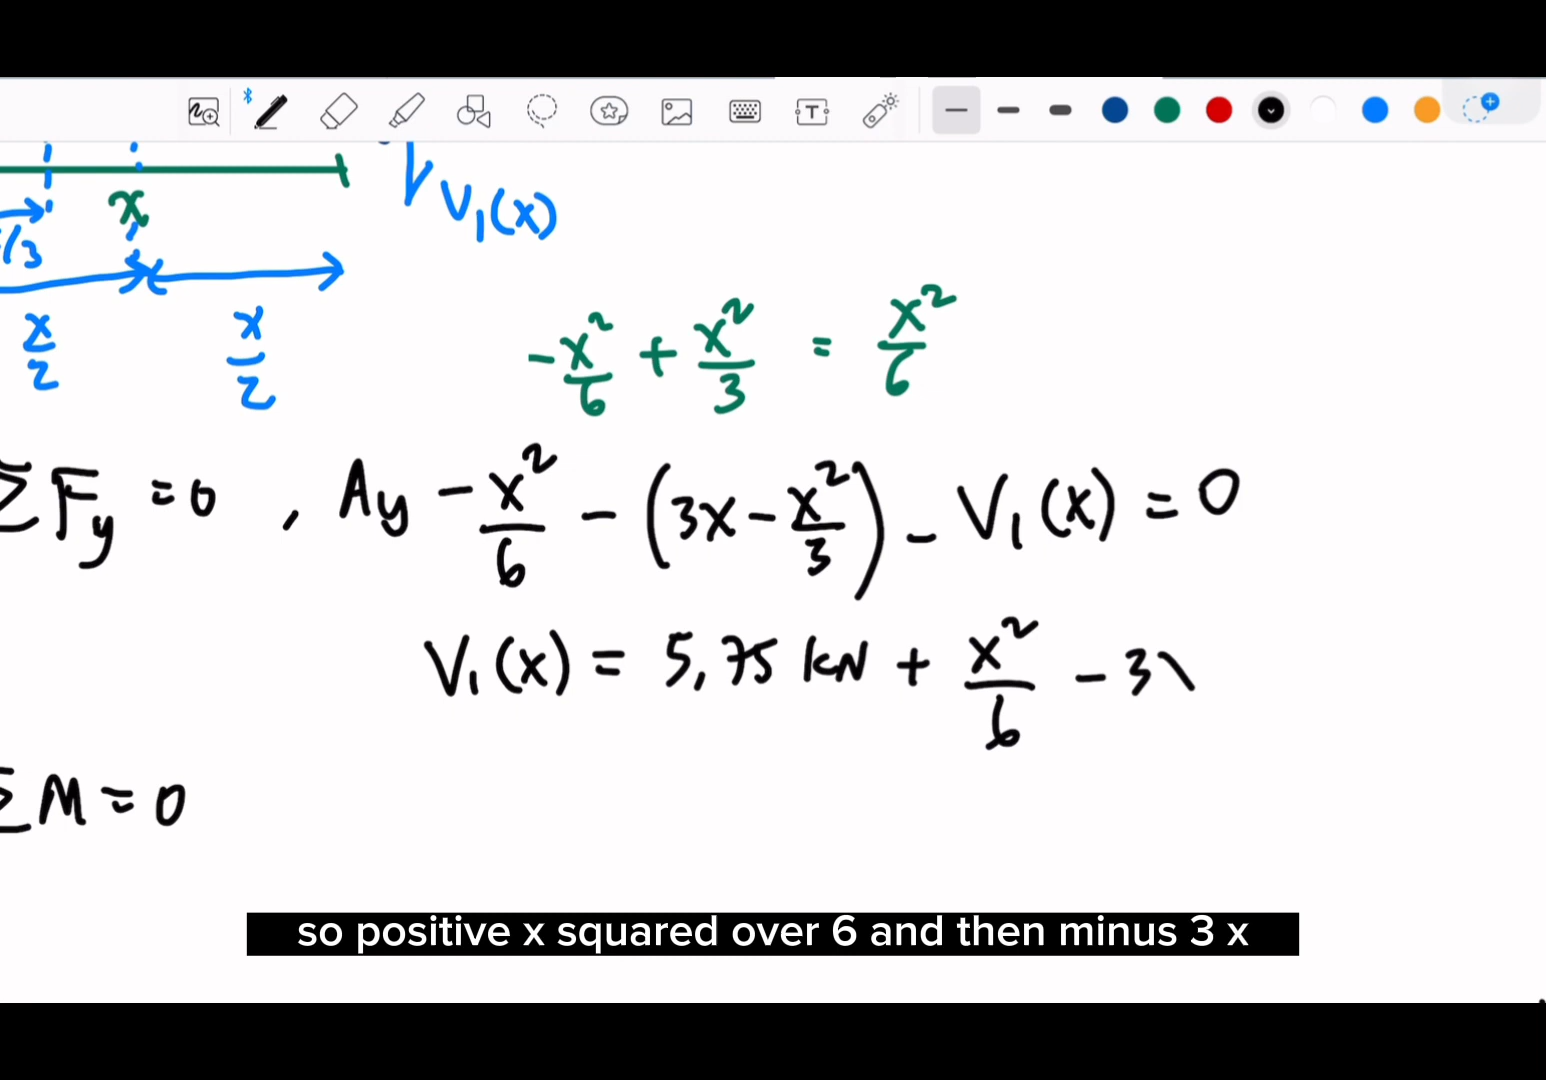 V₁(x)
x
/3
x/2 x/2
-x²/6 + x²/3 = x²/6
ΣFy = 0 , Ay - x²/6 - (3x - x²/3) - V₁(x) = 0
V₁(x) = 5,75 kN + x²/6 - 3\
ΣM = 0
so positive x squared over 6 and then minus 3 x